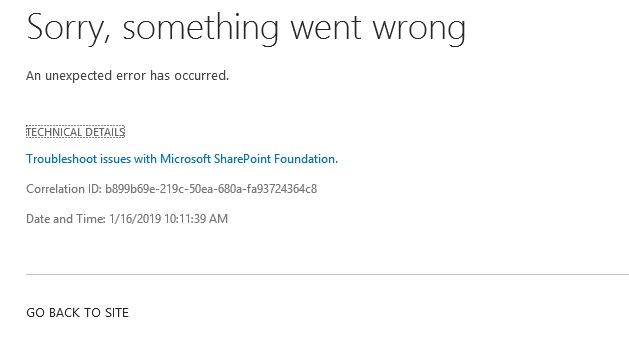 Sorry, something went wrong
An unexpected error has occurred.
TECHNICAL DETAILS
Troubleshoot issues with Microsoft SharePoint Foundation.
Correlation ID: b899b69e-219c-50ea-680a-fa93724364c8
Date and Time: 1/16/2019 10:11:39 AM
GO BACK TO SITE